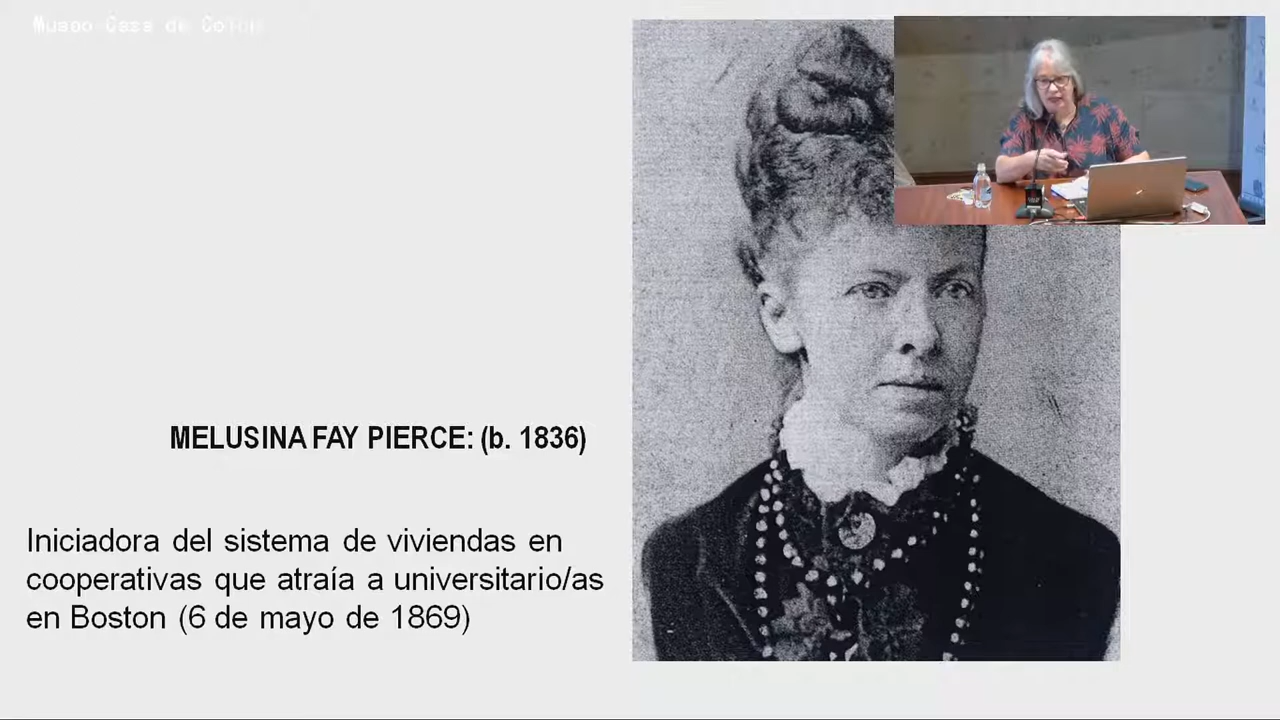 Museo Casa de Colón
MELUSINA FAY PIERCE: (b. 1836)
Iniciadora del sistema de viviendas en
cooperativas que atraía a universitario/as
en Boston (6 de mayo de 1869)